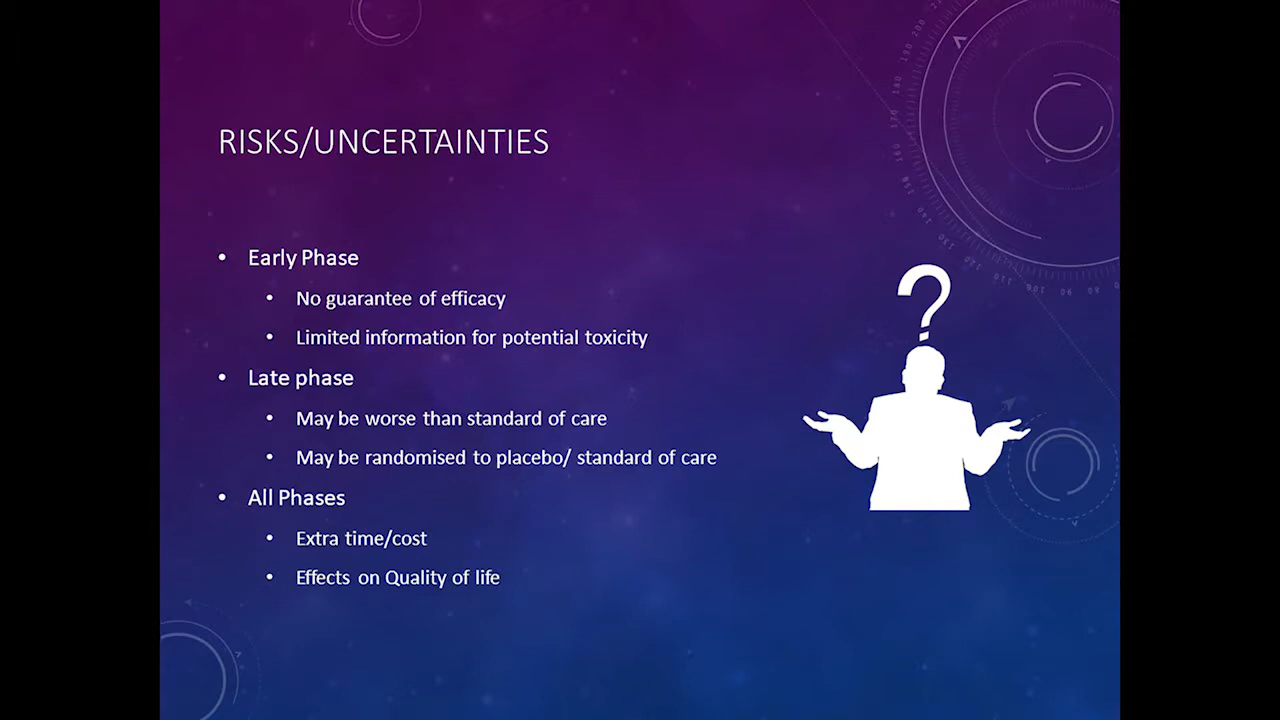 RISKS/UNCERTAINTIES
• Early Phase
• No guarantee of efficacy
• Limited information for potential toxicity
• Late phase
• May be worse than standard of care
• May be randomised to placebo/ standard of care
• All Phases
• Extra time/cost
• Effects on Quality of life
?